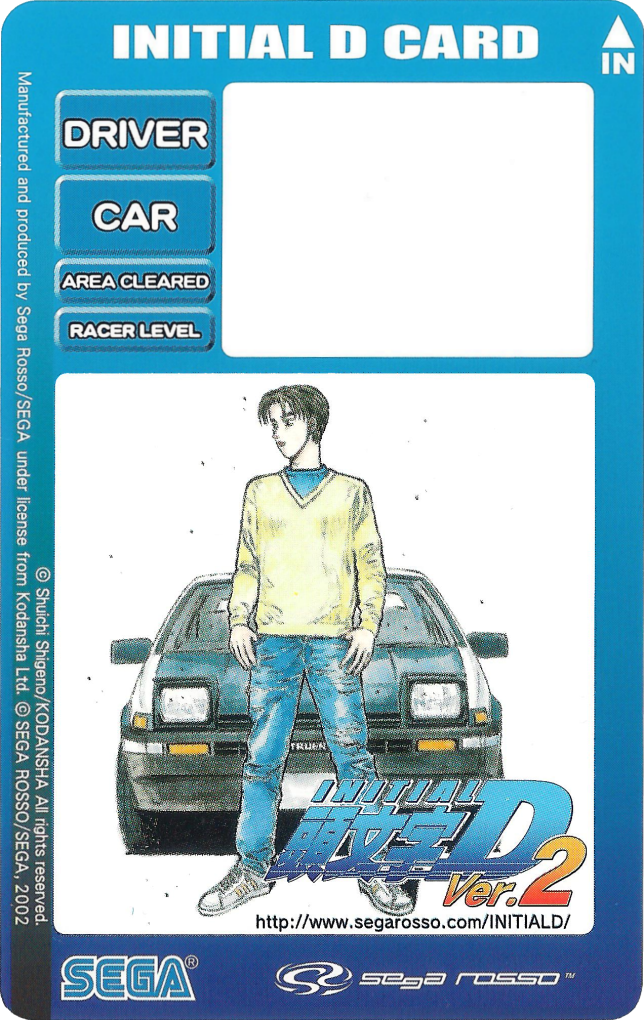 INITIAL D CARD
IN
DRIVER
CAR
AREA CLEARED
RACER LEVEL
Manufactured and produced by Sega Rosso/SEGA under license from Kodansha Ltd. © SEGA ROSSO/SEGA, 2002
© Shuichi Shigeno/KODANSHA All rights reserved.
TRUEN
INITIAL
頭文字D
Ver.2
http://www.segarosso.com/INITIALD/
SEGA®
sega rosso™